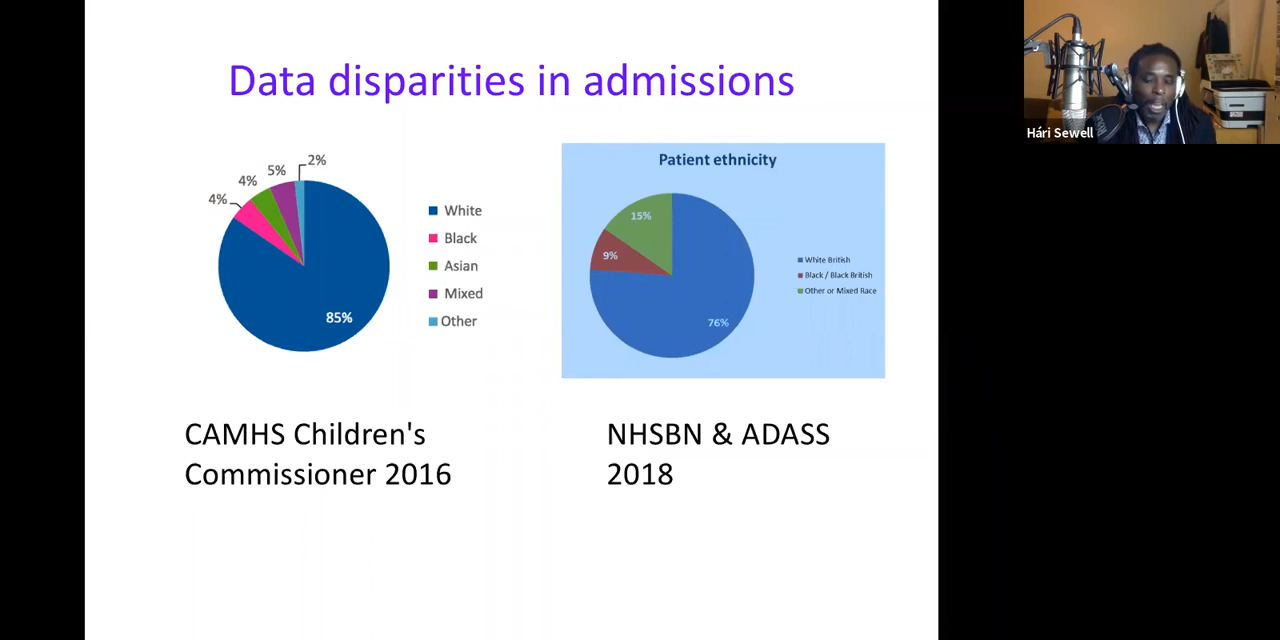 Data disparities in admissions
2%
5%
4%
4%
85%
White
Black
Asian
Mixed
Other
Patient ethnicity
15%
9%
76%
White British
Black / Black British
Other or Mixed Race
CAMHS Children's
Commissioner 2016
NHSBN & ADASS
2018
Hári Sewell